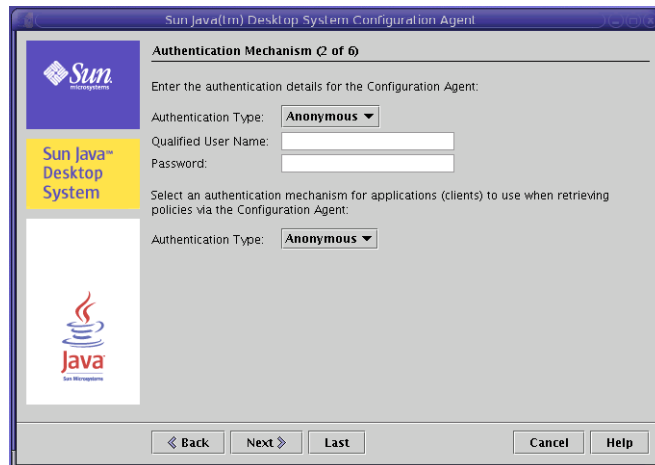 Sun Java(tm) Desktop System Configuration Agent
Sun
microsystems
Sun Java™
Desktop
System
Java
Sun Microsystems
Authentication Mechanism (2 of 6)
Enter the authentication details for the Configuration Agent:
Authentication Type: Anonymous
Qualified User Name:
Password:
Select an authentication mechanism for applications (clients) to use when retrieving
policies via the Configuration Agent:
Authentication Type: Anonymous
Back Next Last Cancel Help